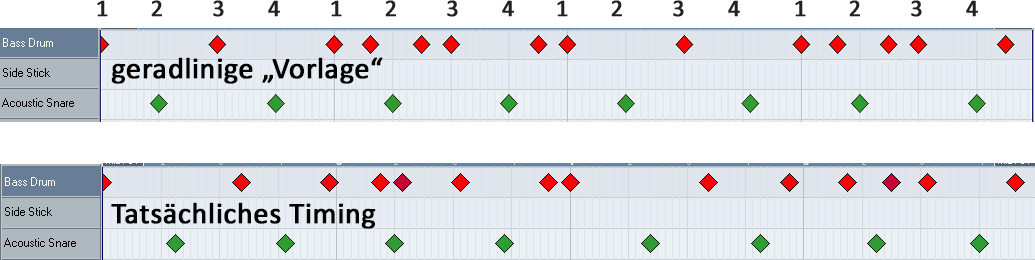 1 2 3 4 1 2 3 4 1 2 3 4 1 2 3 4
Bass Drum
Side Stick
geradlinige „Vorlage“
Acoustic Snare
Bass Drum
Side Stick
Tatsächliches Timing
Acoustic Snare